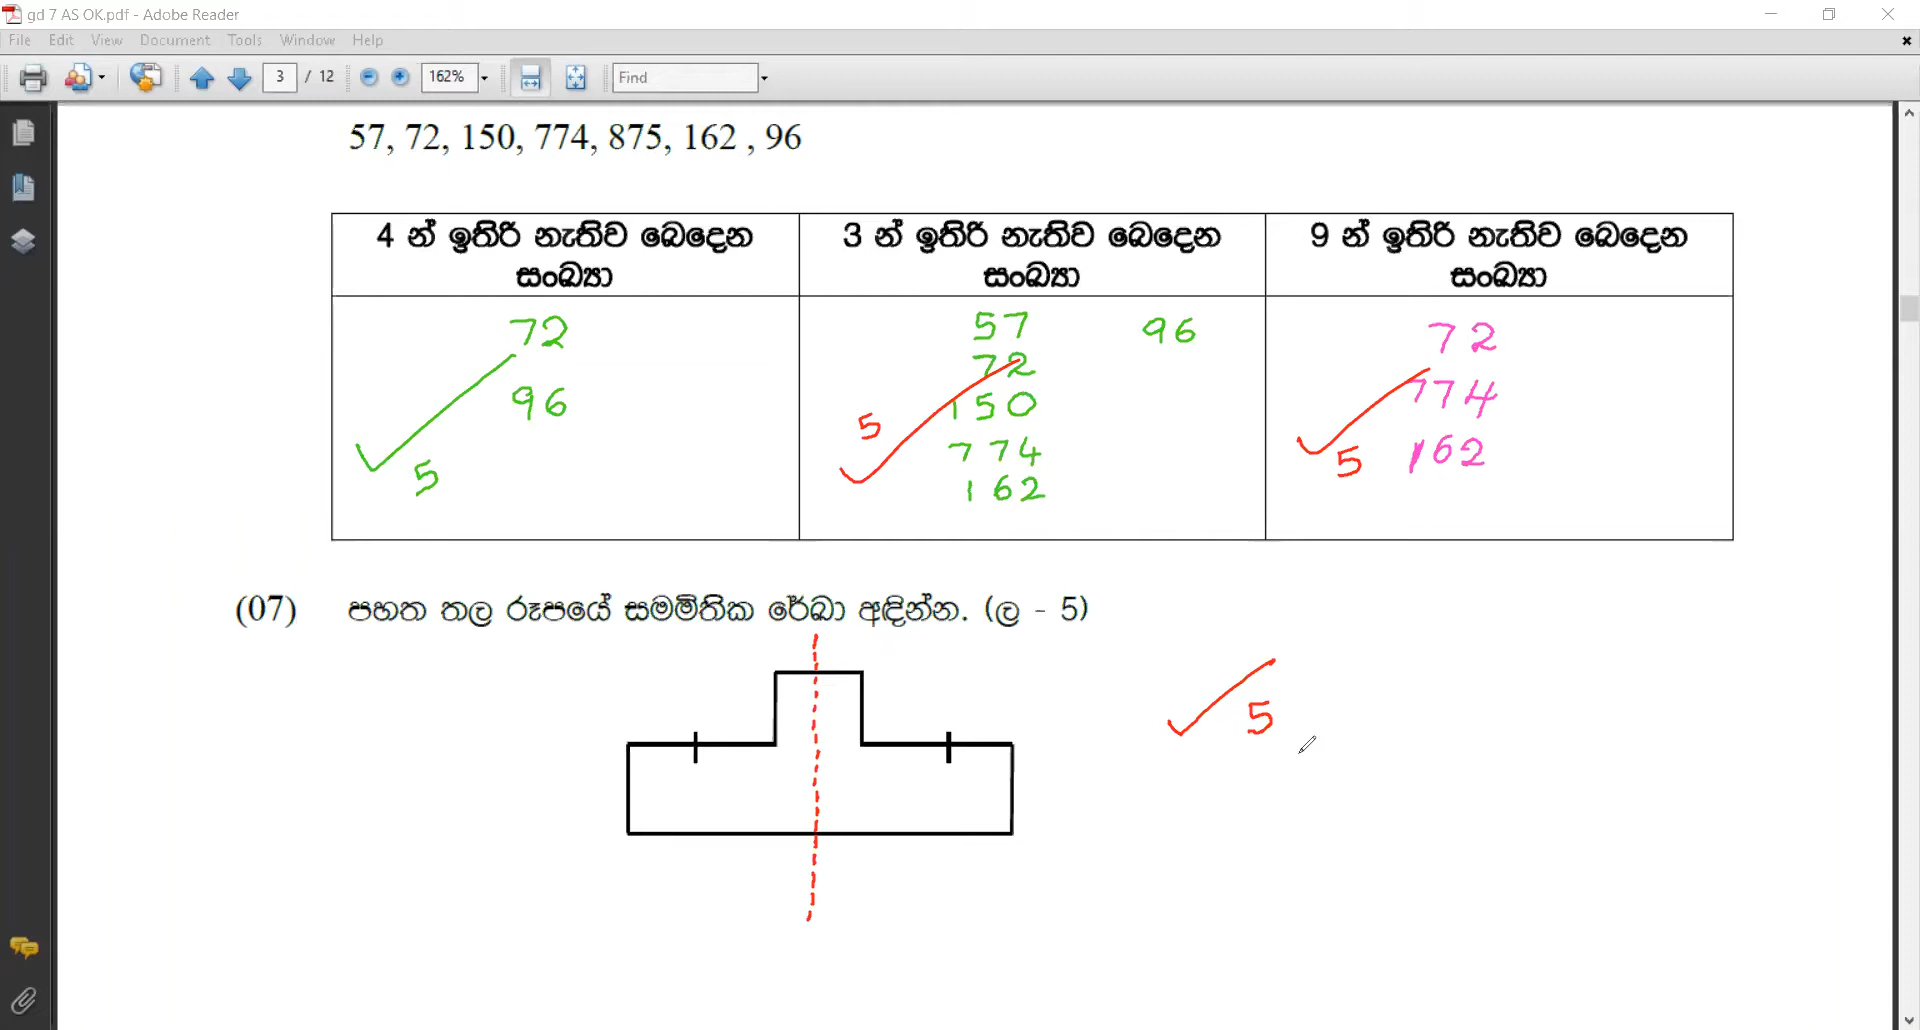 gd 7 AS OK.pdf - Adobe Reader
File Edit View Document Tools Window Help
3 / 12 162% Find
57, 72, 150, 774, 875, 162 , 96
4 න් ඉතිරි නැතිව බෙදෙන සංඛ්‍යා
3 න් ඉතිරි නැතිව බෙදෙන සංඛ්‍යා
9 න් ඉතිරි නැතිව බෙදෙන සංඛ්‍යා
72
96
5
57 96
72
150
5
774
162
72
774
162
5
(07) පහත තල රූපයේ සමමිතික රේඛා අඳින්න. (ල - 5)
5